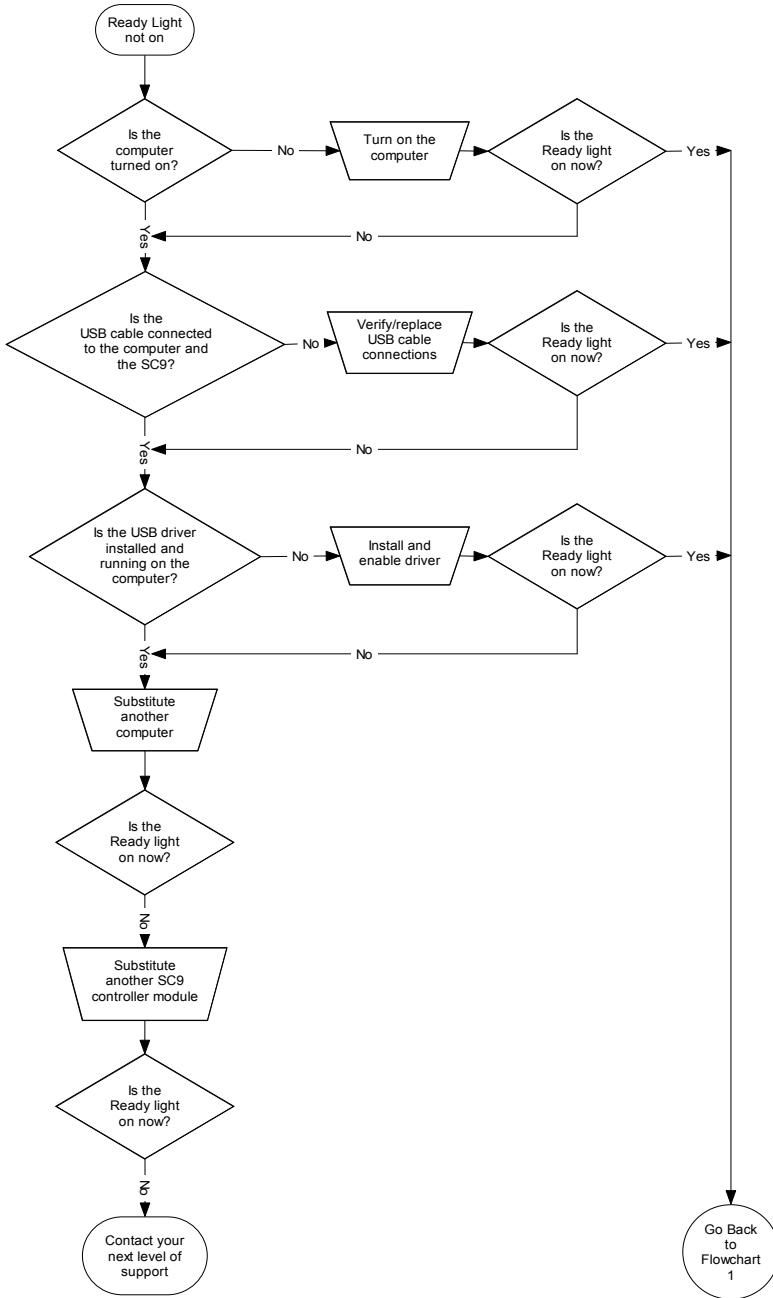 Ready Light
not on
Is the
computer
turned on?
No
Turn on the
computer
Is the
Ready light
on now?
Yes
Yes
No
Is the
USB cable connected
to the computer and
the SC9?
No
Verify/replace
USB cable
connections
Is the
Ready light
on now?
Yes
Yes
No
Is the USB driver
installed and
running on the
computer?
No
Install and
enable driver
Is the
Ready light
on now?
Yes
Yes
No
Substitute
another
computer
Is the
Ready light
on now?
No
Substitute
another SC9
controller module
Is the
Ready light
on now?
No
Contact your
next level of
support
Go Back
to
Flowchart
1